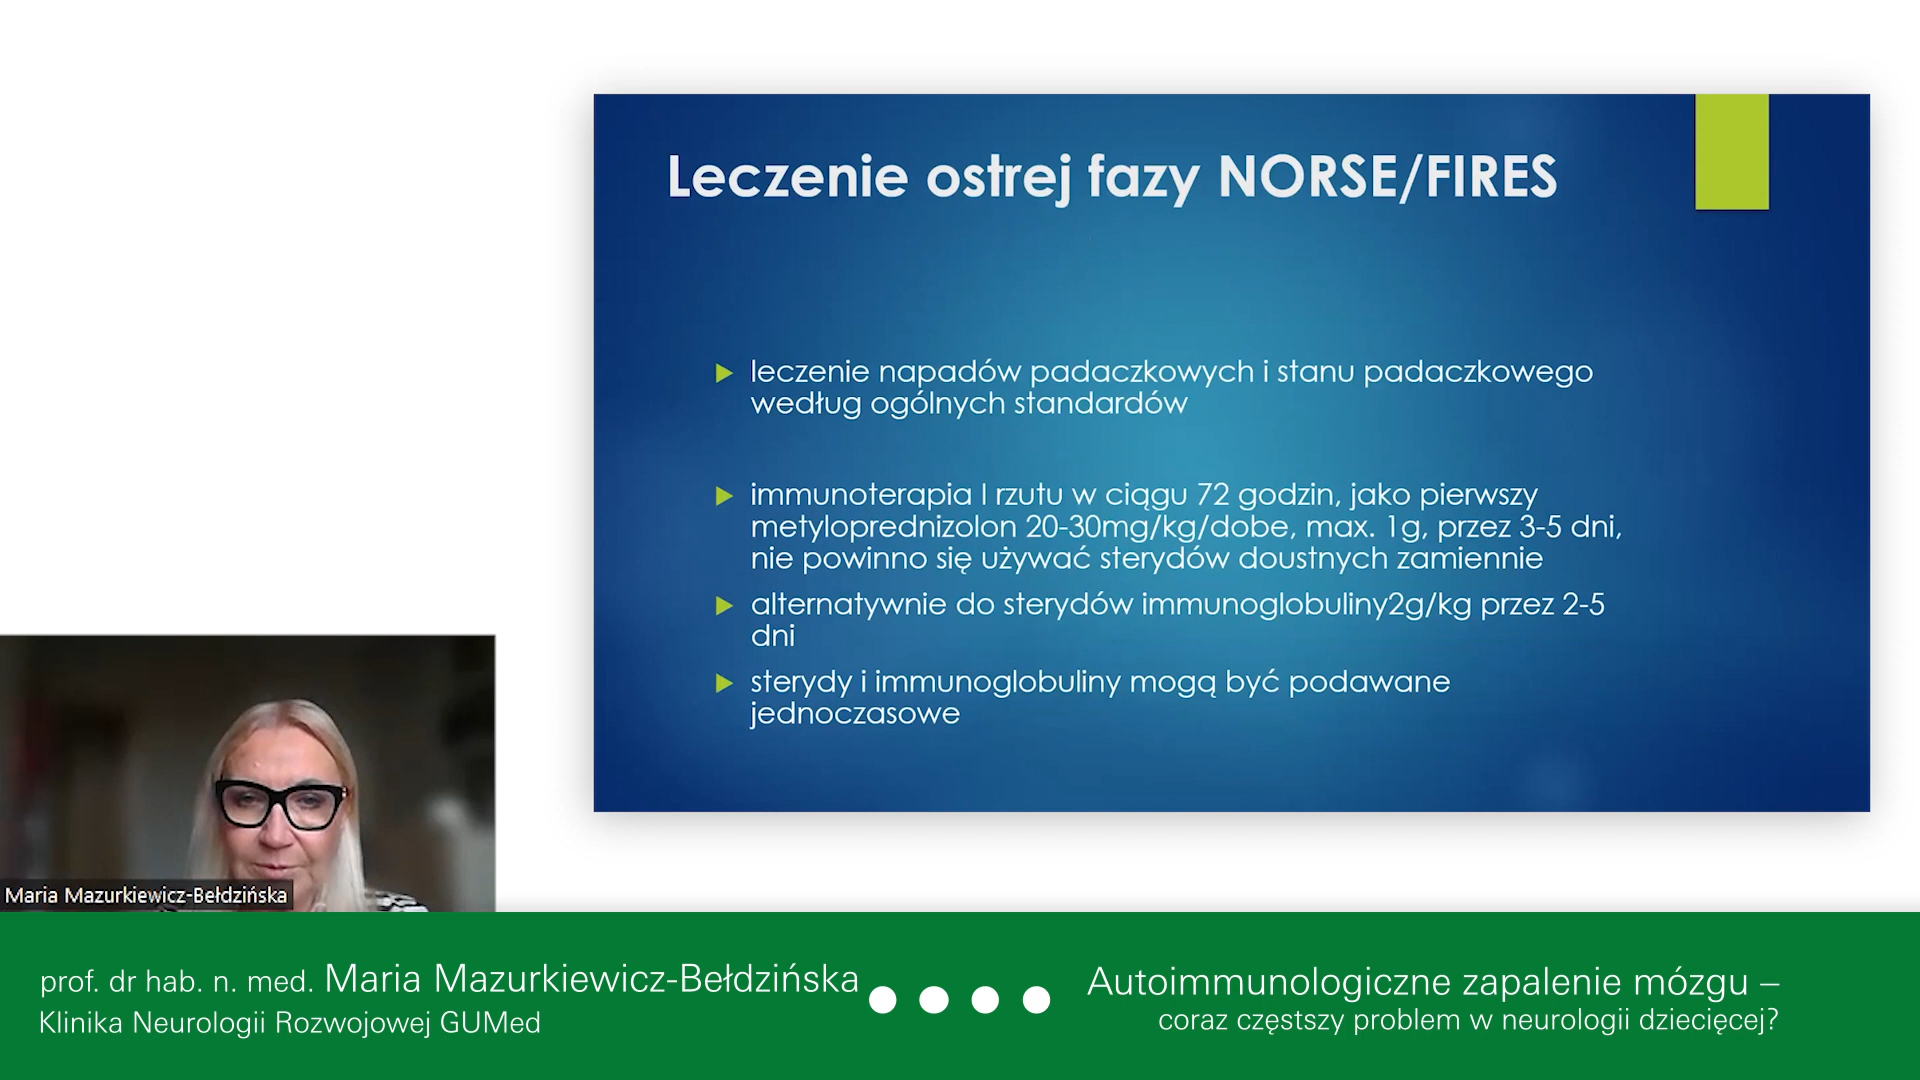 Leczenie ostrej fazy NORSE/FIRES
leczenie napadów padaczkowych i stanu padaczkowego
według ogólnych standardów
immunoterapia I rzutu w ciągu 72 godzin, jako pierwszy
metyloprednizolon 20-30mg/kg/dobe, max. 1g, przez 3-5 dni,
nie powinno się używać sterydów doustnych zamiennie
alternatywnie do sterydów immunoglobuliny2g/kg przez 2-5
dni
sterydy i immunoglobuliny mogą być podawane
jednoczasowe
Maria Mazurkiewicz-Bełdzińska
prof. dr hab. n. med. Maria Mazurkiewicz-Bełdzińska
Klinika Neurologii Rozwojowej GUMed
Autoimmunologiczne zapalenie mózgu –
coraz częstszy problem w neurologii dziecięcej?